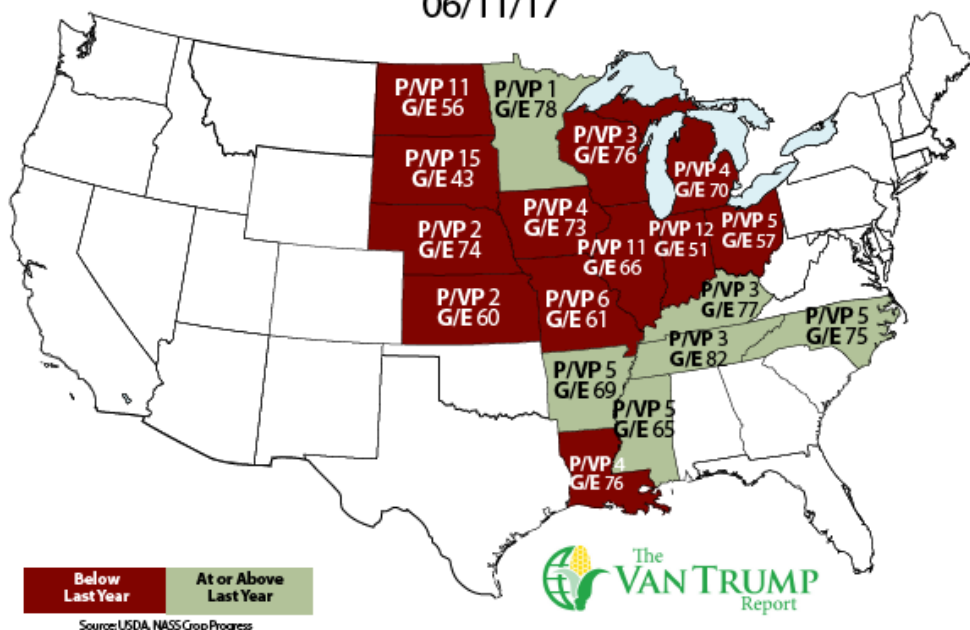 06/11/17
P/VP 11
G/E 56
P/VP 1
G/E 78
P/VP 3
G/E 76
P/VP 4
G/E 70
P/VP 15
G/E 43
P/VP 4
G/E 73
P/VP 2
G/E 74
P/VP 11
G/E 66
P/VP 12
G/E 51
P/VP 5
G/E 57
P/VP 2
G/E 60
P/VP 6
G/E 61
P/VP 3
G/E 77
P/VP 3
G/E 82
P/VP 5
G/E 75
P/VP 5
G/E 69
P/VP 5
G/E 65
P/VP 4
G/E 76
Below
Last Year
At or Above
Last Year
Source: USDA, NASS Crop Progress
The
VAN TRUMP
Report